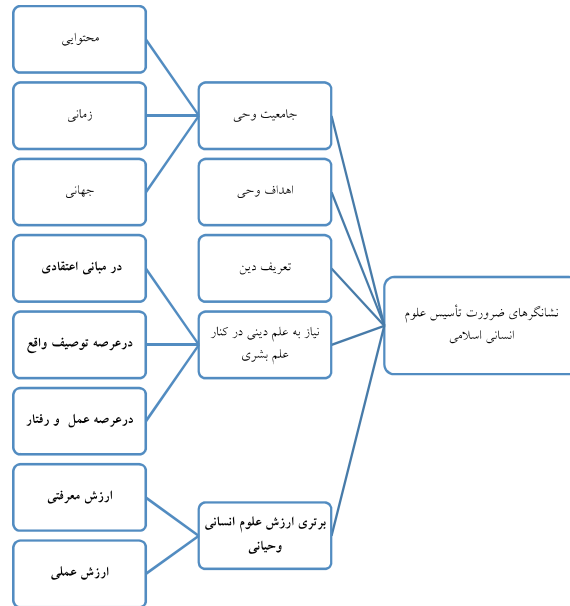 نشانگرهای ضرورت تأسیس علوم
انسانی اسلامی
جامعیت وحی
محتوایی
زمانی
جهانی
اهداف وحی
تعریف دین
نیاز به علم دینی در کنار
علم بشری
در مبانی اعتقادی
درعرصه توصیف واقع
درعرصه عمل و رفتار
برتری ارزش علوم انسانی
وحیانی
ارزش معرفتی
ارزش عملی